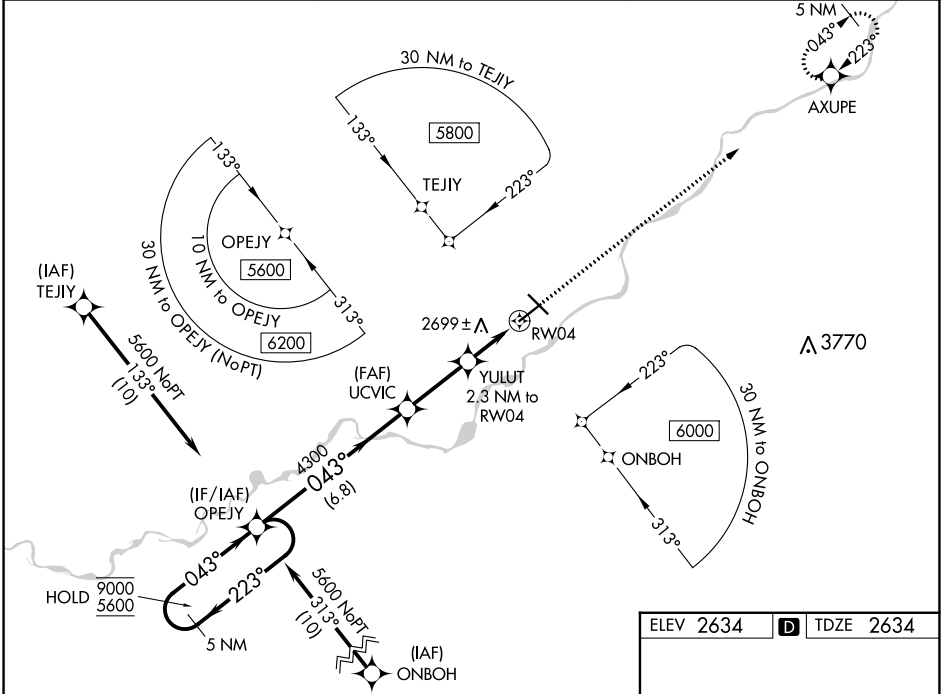 5 NM
043°
223°
AXUPE
30 NM to TEJIY
5800
133°
223°
TEJIY
133°
OPEJY
5600
10 NM to OPEJY
313°
30 NM to OPEJY (NoPT)
6200
(IAF)
TEJIY
5600 NoPT
133°
(10)
2699±
RW04
3770
(FAF)
UCVIC
YULUT
2.3 NM to
RW04
223°
30 NM to ONBOH
6000
ONBOH
313°
4300
043°
(6.8)
(IF/IAF)
OPEJY
043°
223°
HOLD 9000
5600
5 NM
5600 NoPT
313°
(10)
(IAF)
ONBOH
ELEV 2634 D TDZE 2634